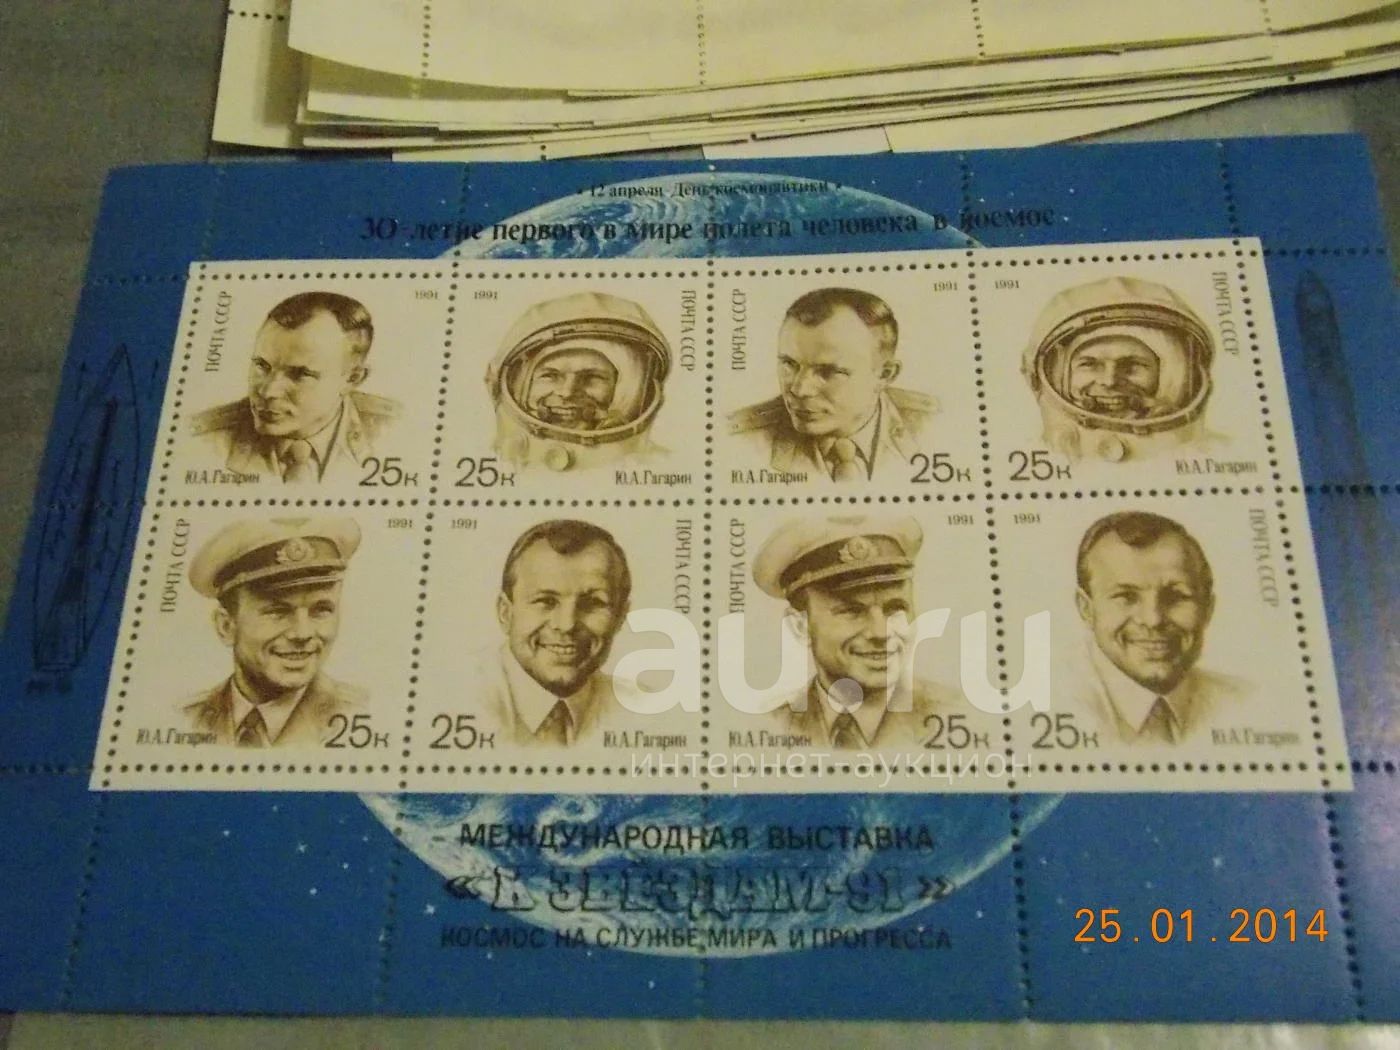 • 12 апреля День космонавтики •
30-летие первого в мире полета человека в космос
ПОЧТА СССР
1991
Ю.А.Гагарин
25к
1991
ПОЧТА СССР
25к
Ю.А.Гагарин
ПОЧТА СССР
1991
Ю.А.Гагарин
25к
1991
ПОЧТА СССР
25к
Ю.А.Гагарин
ПОЧТА СССР
1991
Ю.А.Гагарин
25к
1991
ПОЧТА СССР
25к
Ю.А.Гагарин
ПОЧТА СССР
1991
Ю.А.Гагарин
25к
1991
ПОЧТА СССР
25к
Ю.А.Гагарин
au.ru
интернет-аукцион
МЕЖДУНАРОДНАЯ ВЫСТАВКА
«К ЗВЕЗДАМ-91»
КОСМОС НА СЛУЖБЕ МИРА И ПРОГРЕССА
25.01.2014